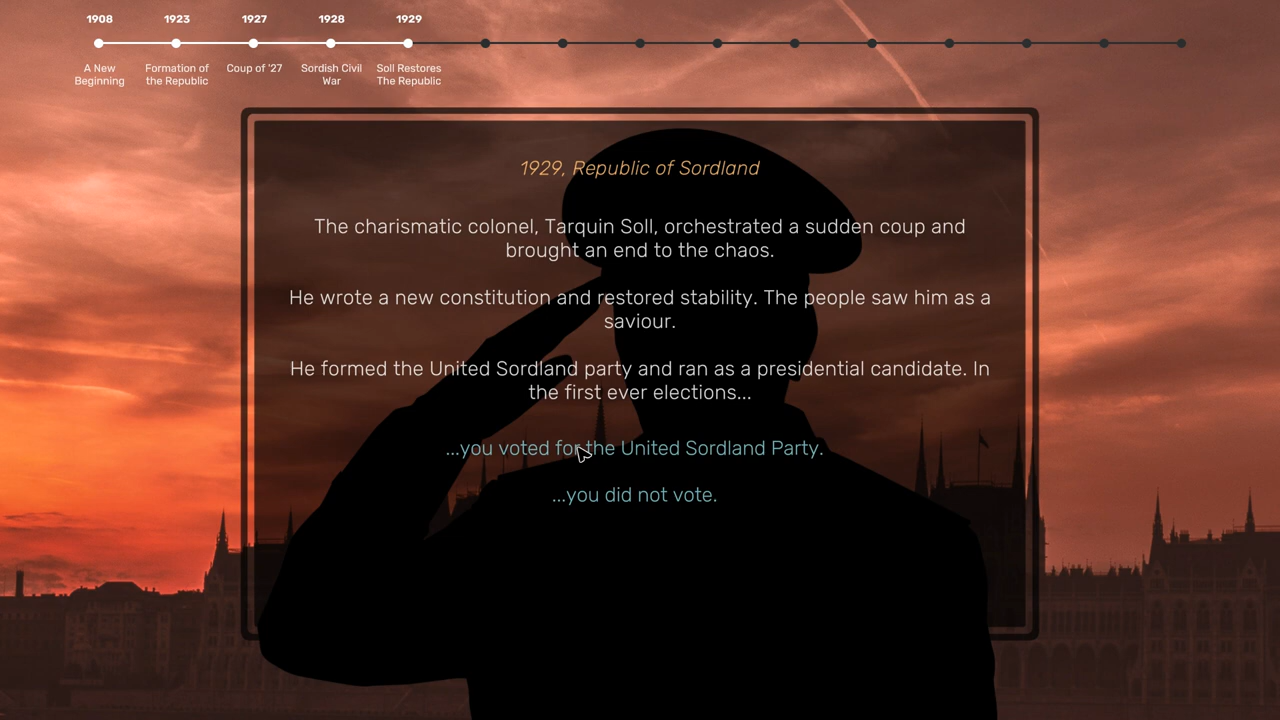 1908 1923 1927 1928 1929
A New Beginning
Formation of the Republic
Coup of '27
Sordish Civil War
Soll Restores The Republic
1929, Republic of Sordland
The charismatic colonel, Tarquin Soll, orchestrated a sudden coup and
brought an end to the chaos.
He wrote a new constitution and restored stability. The people saw him as a
saviour.
He formed the United Sordland party and ran as a presidential candidate. In
the first ever elections...
...you voted for the United Sordland Party.
...you did not vote.